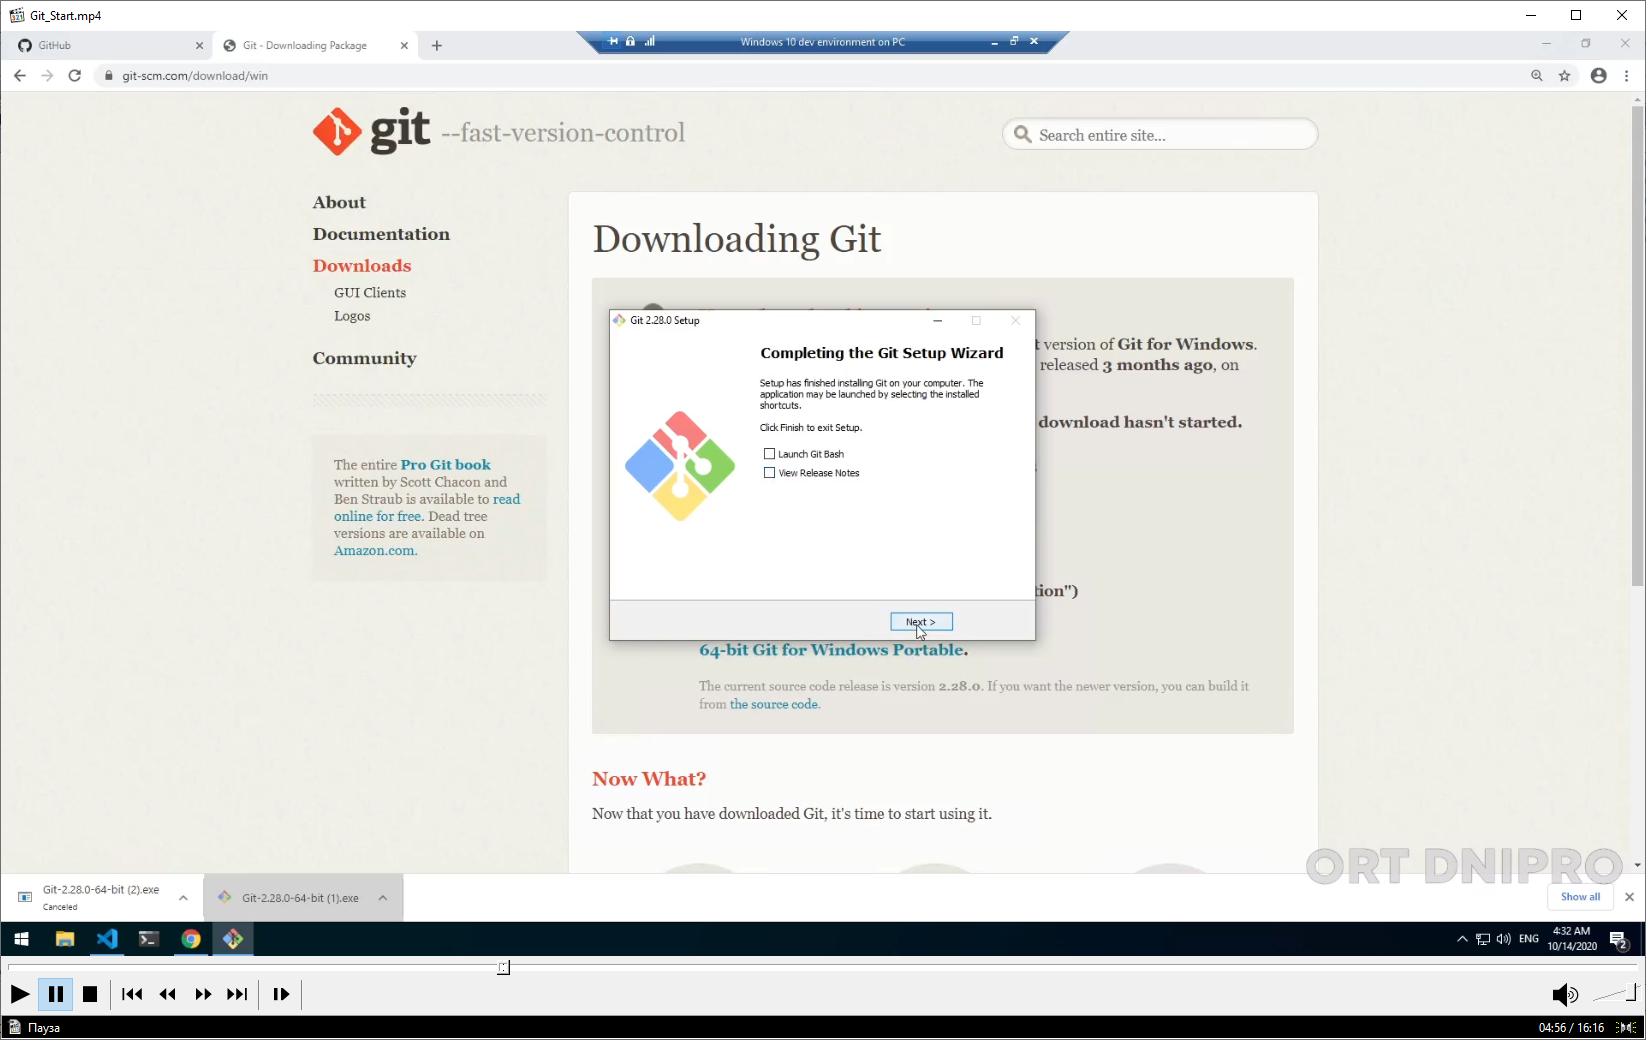 Git_Start.mp4
GitHub
Git - Downloading Package
Windows 10 dev environment on PC
git-scm.com/download/win
git --fast-version-control
Search entire site...
About
Documentation
Downloads
GUI Clients
Logos
Community
The entire Pro Git book
written by Scott Chacon and
Ben Straub is available to read
online for free. Dead tree
versions are available on
Amazon.com.
Downloading Git
t version of Git for Windows.
released 3 months ago, on
download hasn't started.
tion")
64-bit Git for Windows Portable.
The current source code release is version 2.28.0. If you want the newer version, you can build it
from the source code.
Git 2.28.0 Setup
Completing the Git Setup Wizard
Setup has finished installing Git on your computer. The
application may be launched by selecting the installed
shortcuts.
Click Finish to exit Setup.
Launch Git Bash
View Release Notes
Next >
Now What?
Now that you have downloaded Git, it's time to start using it.
ORT DNIPRO
Git-2.28.0-64-bit (2).exe
Canceled
Git-2.28.0-64-bit (1).exe
Show all
ENG
4:32 AM
10/14/2020
2
Пауза
04:56 / 16:16